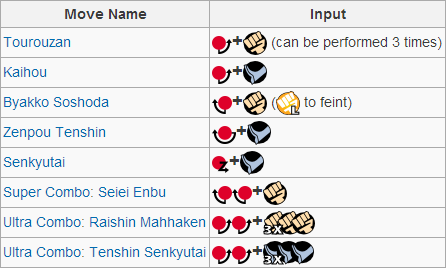 Move Name Input
Tourouzan + (can be performed 3 times)
Kaihou +
Byakko Soshoda + (L to feint)
Zenpou Tenshin +
Senkyutai +
Super Combo: Seiei Enbu +
Ultra Combo: Raishin Mahhaken + 3X
Ultra Combo: Tenshin Senkyutai + 3X